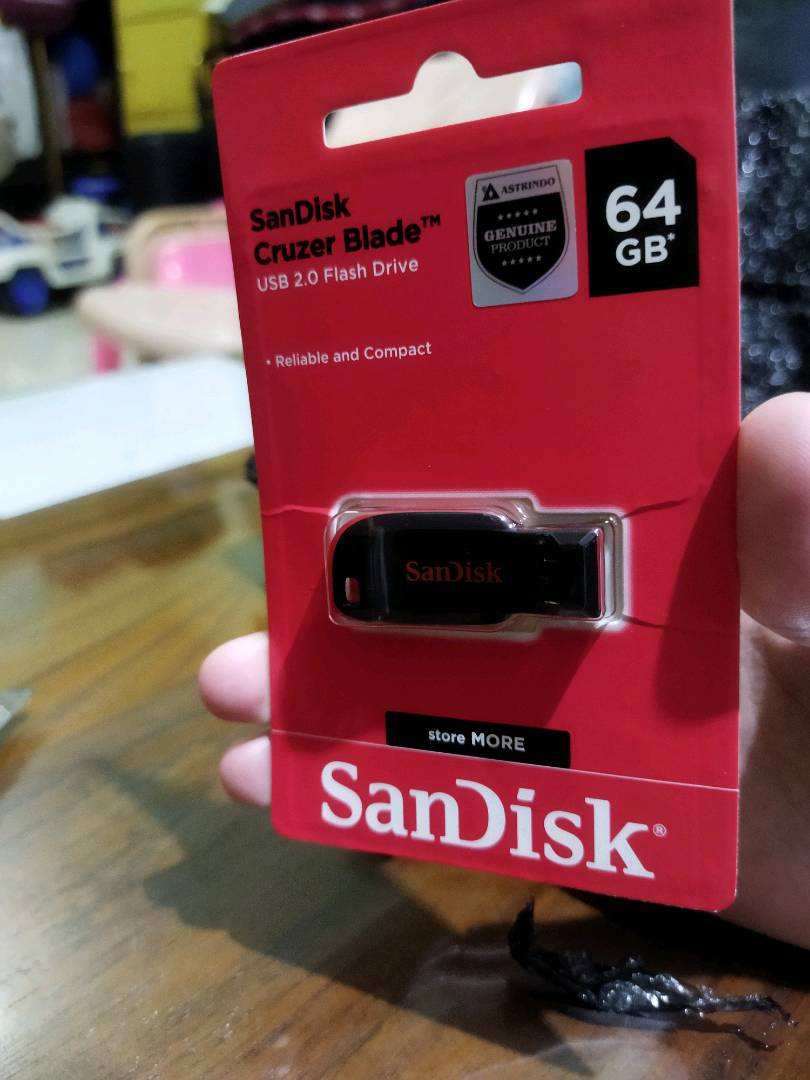 SanDisk
Cruzer Blade™
USB 2.0 Flash Drive
ASTRINDO
GENUINE
PRODUCT
64
GB*
• Reliable and Compact
SanDisk
store MORE
SanDisk®